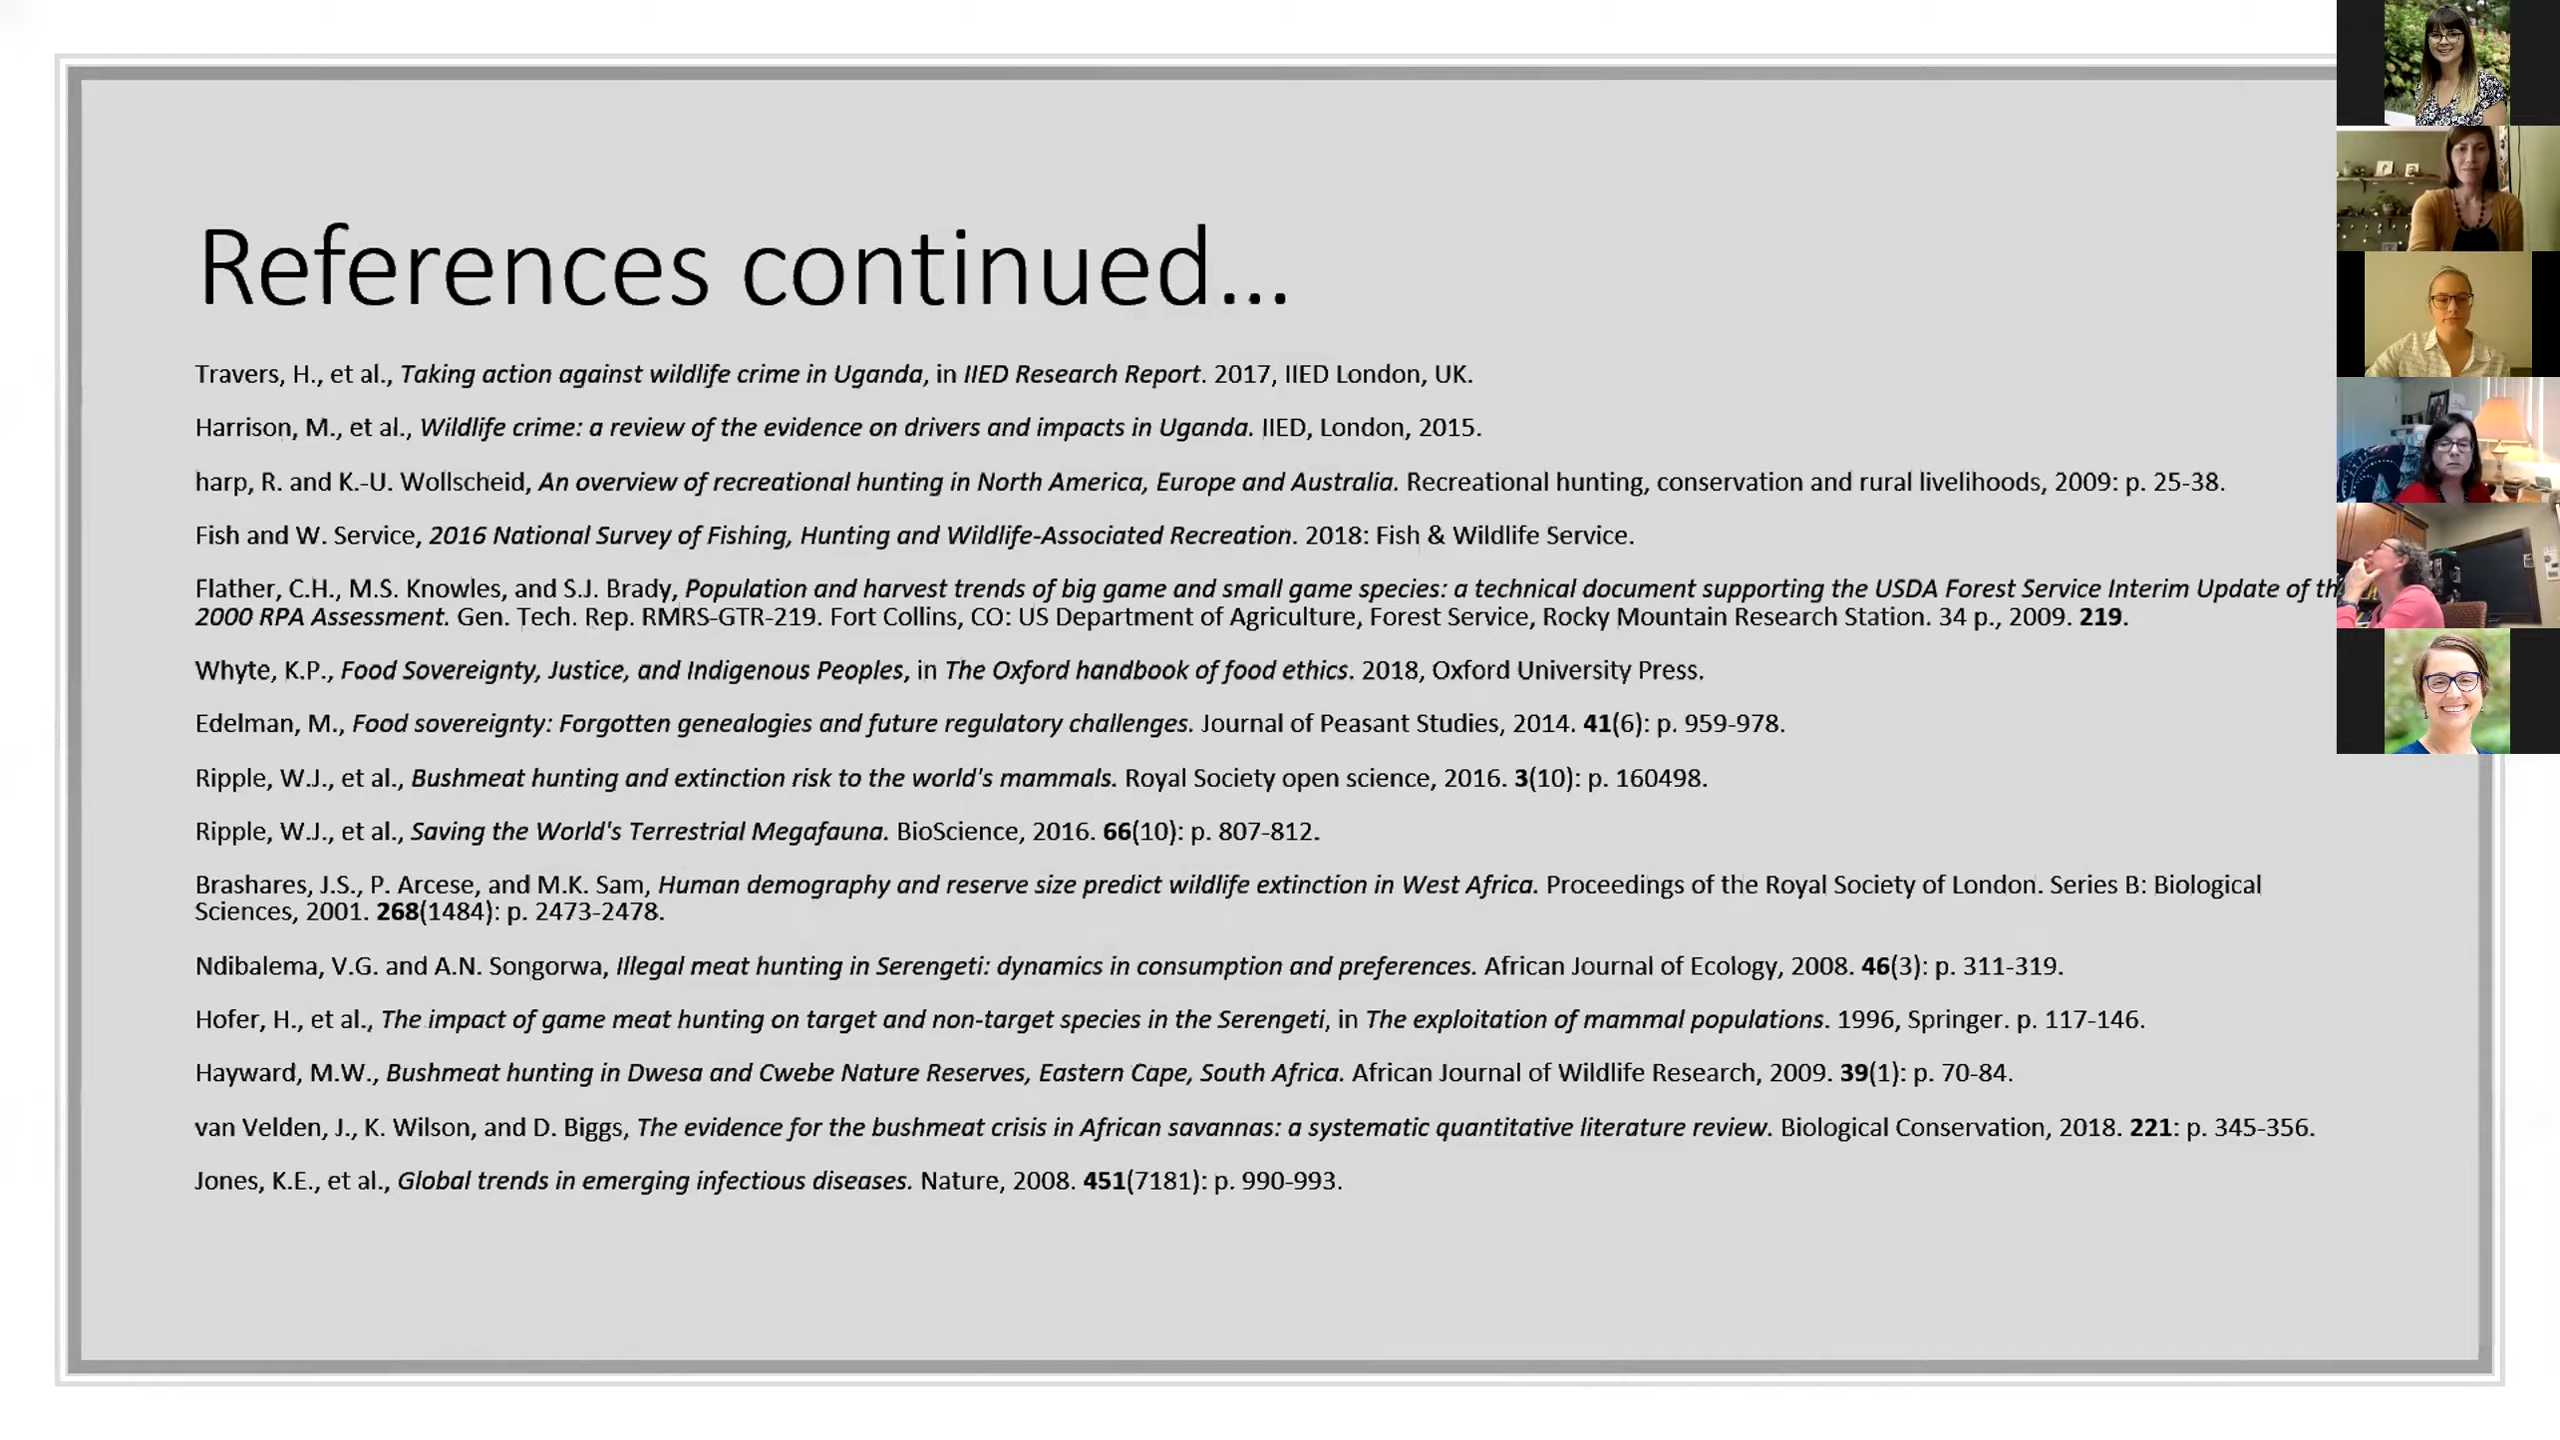 References continued...
Travers, H., et al., Taking action against wildlife crime in Uganda, in IIED Research Report. 2017, IIED London, UK.
Harrison, M., et al., Wildlife crime: a review of the evidence on drivers and impacts in Uganda. IIED, London, 2015.
harp, R. and K.-U. Wollscheid, An overview of recreational hunting in North America, Europe and Australia. Recreational hunting, conservation and rural livelihoods, 2009: p. 25-38.
Fish and W. Service, 2016 National Survey of Fishing, Hunting and Wildlife-Associated Recreation. 2018: Fish & Wildlife Service.
Flather, C.H., M.S. Knowles, and S.J. Brady, Population and harvest trends of big game and small game species: a technical document supporting the USDA Forest Service Interim Update of th
2000 RPA Assessment. Gen. Tech. Rep. RMRS-GTR-219. Fort Collins, CO: US Department of Agriculture, Forest Service, Rocky Mountain Research Station. 34 p., 2009. 219.
Whyte, K.P., Food Sovereignty, Justice, and Indigenous Peoples, in The Oxford handbook of food ethics. 2018, Oxford University Press.
Edelman, M., Food sovereignty: Forgotten genealogies and future regulatory challenges. Journal of Peasant Studies, 2014. 41(6): p. 959-978.
Ripple, W.J., et al., Bushmeat hunting and extinction risk to the world's mammals. Royal Society open science, 2016. 3(10): p. 160498.
Ripple, W.J., et al., Saving the World's Terrestrial Megafauna. BioScience, 2016. 66(10): p. 807-812.
Brashares, J.S., P. Arcese, and M.K. Sam, Human demography and reserve size predict wildlife extinction in West Africa. Proceedings of the Royal Society of London. Series B: Biological
Sciences, 2001. 268(1484): p. 2473-2478.
Ndibalema, V.G. and A.N. Songorwa, Illegal meat hunting in Serengeti: dynamics in consumption and preferences. African Journal of Ecology, 2008. 46(3): p. 311-319.
Hofer, H., et al., The impact of game meat hunting on target and non-target species in the Serengeti, in The exploitation of mammal populations. 1996, Springer. p. 117-146.
Hayward, M.W., Bushmeat hunting in Dwesa and Cwebe Nature Reserves, Eastern Cape, South Africa. African Journal of Wildlife Research, 2009. 39(1): p. 70-84.
van Velden, J., K. Wilson, and D. Biggs, The evidence for the bushmeat crisis in African savannas: a systematic quantitative literature review. Biological Conservation, 2018. 221: p. 345-356.
Jones, K.E., et al., Global trends in emerging infectious diseases. Nature, 2008. 451(7181): p. 990-993.